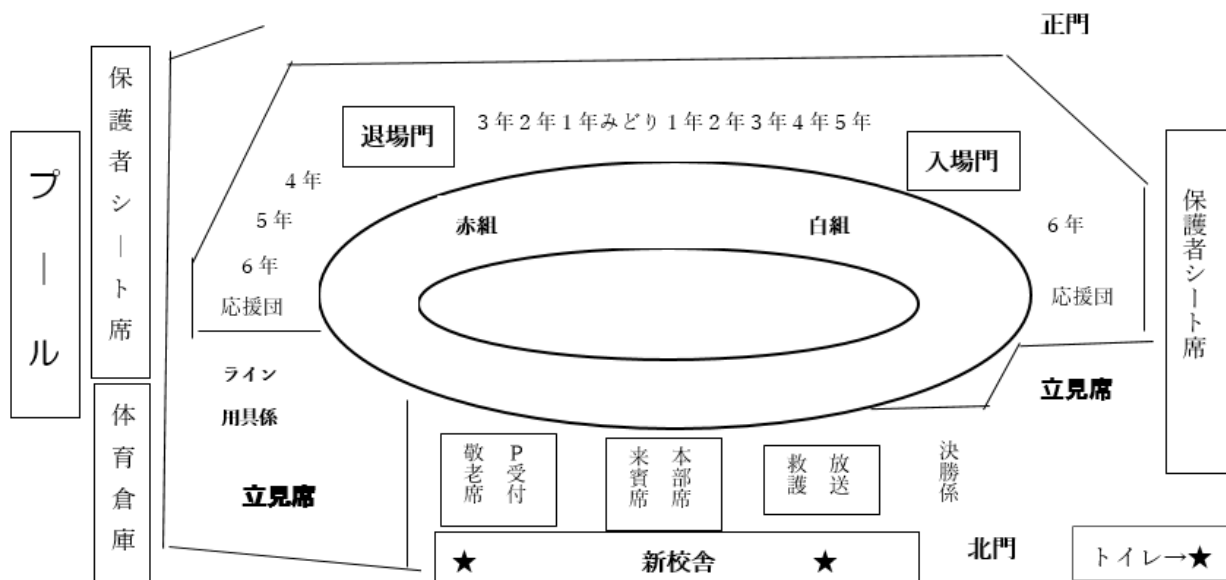 正門
保護者シート席
プール
退場門
3年2年1年みどり1年2年3年4年5年
入場門
4年
5年
6年
応援団
赤組
白組
6年
応援団
保護者シート席
ライン
用具係
立見席
立見席
体育倉庫
P受付
敬老席
本部席
来賓席
放送
救護
決勝係
★ 新校舎 ★
北門
トイレ→★